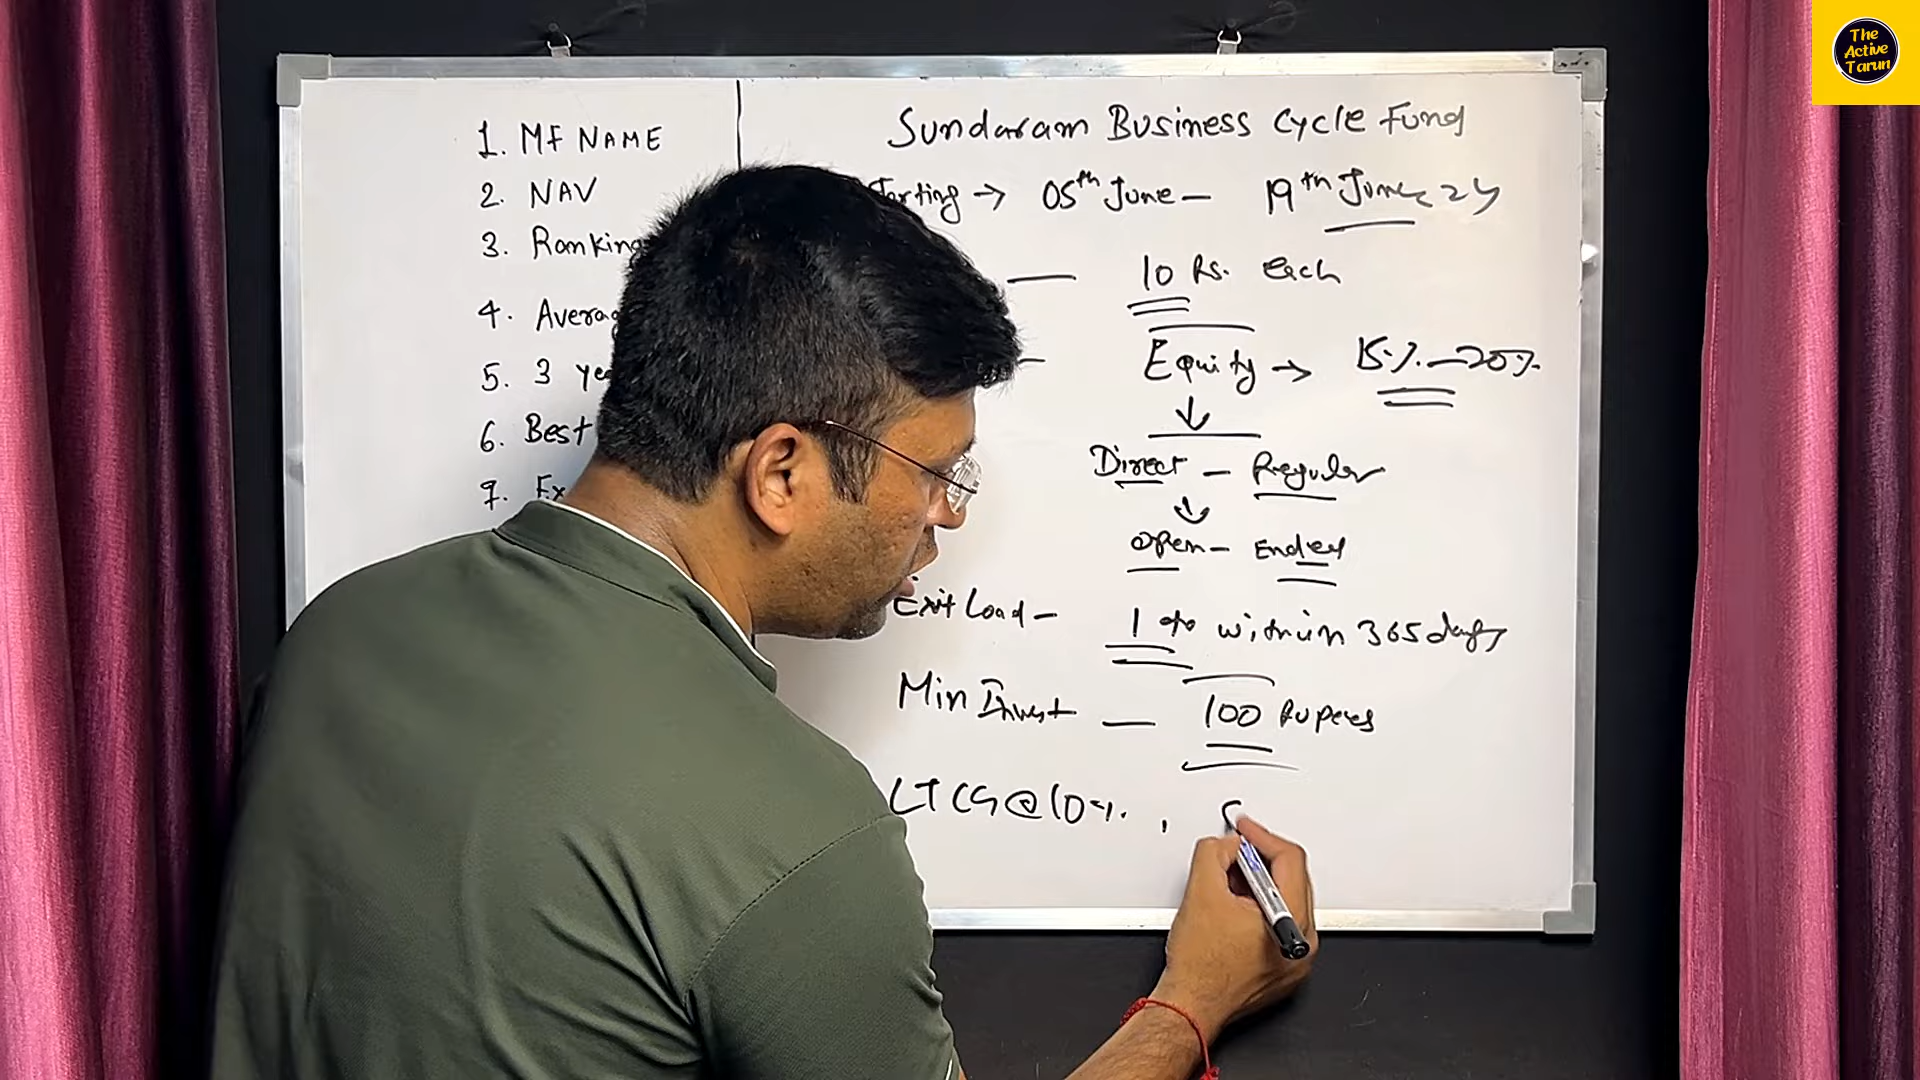 The
Active
Tarun
1. MF NAME
2. NAV
3. Ranking
4. Averag
5. 3 ye
6. Best
7. Ex
Sundaram Business Cycle Fund
arting → 05th June - 19th June 24
— 10 Rs. each
Equity → 15% - 20%
Direct - Regular
Open - Ended
Exit Load - 1% within 365 days
Min Invest — 100 Rupees
LTCG @ 10%,